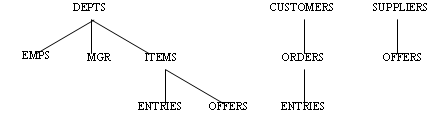 DEPTS CUSTOMERS SUPPLIERS
EMPS MGR ITEMS ORDERS OFFERS
ENTRIES OFFERS ENTRIES